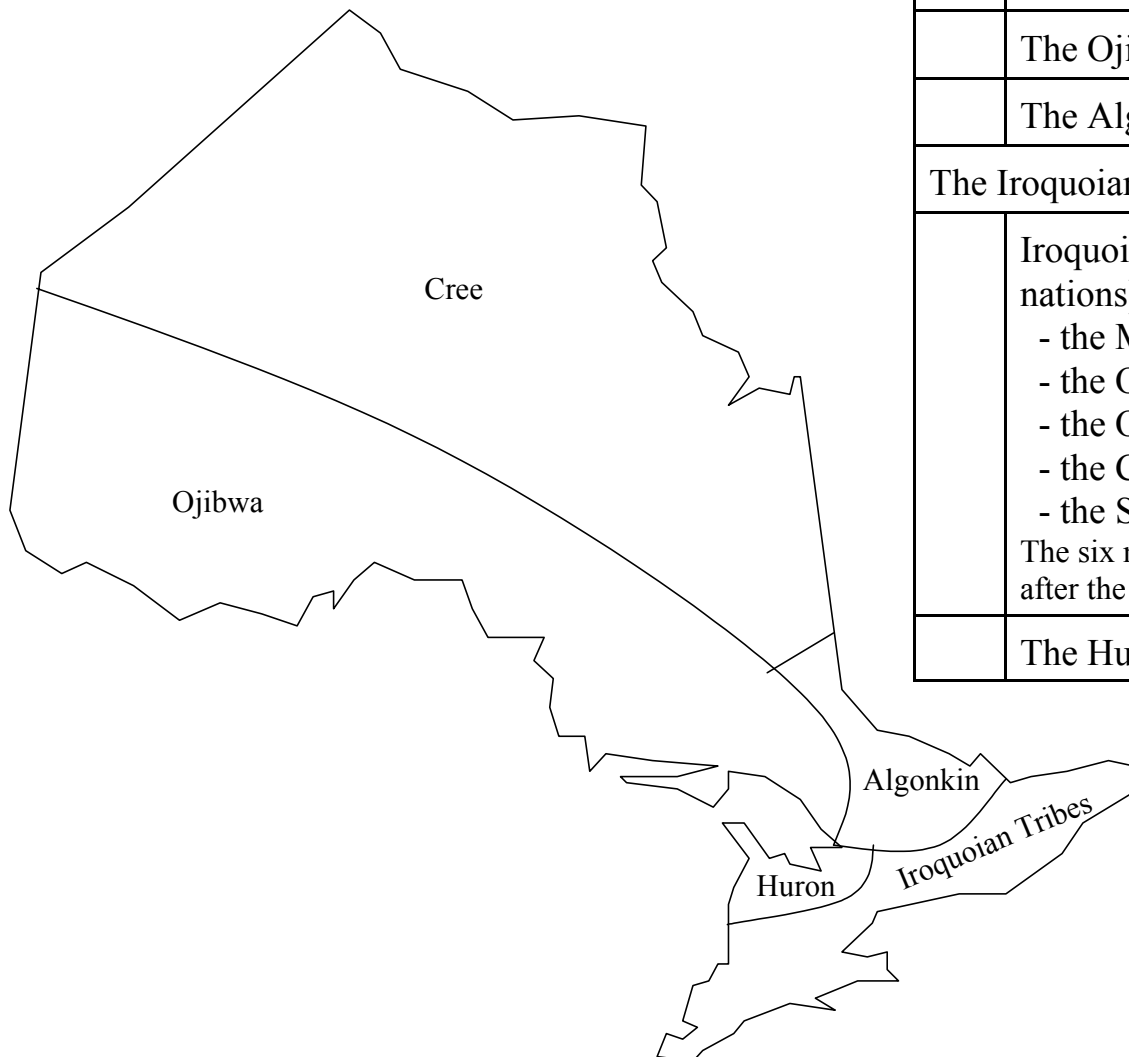 The Oji
The Alg
The Iroquoian
Iroquoi
nations
- the M
- the O
- the O
- the C
- the S
The six
after the
The Hu
Cree
Ojibwa
Algonkin
Iroquoian Tribes
Huron